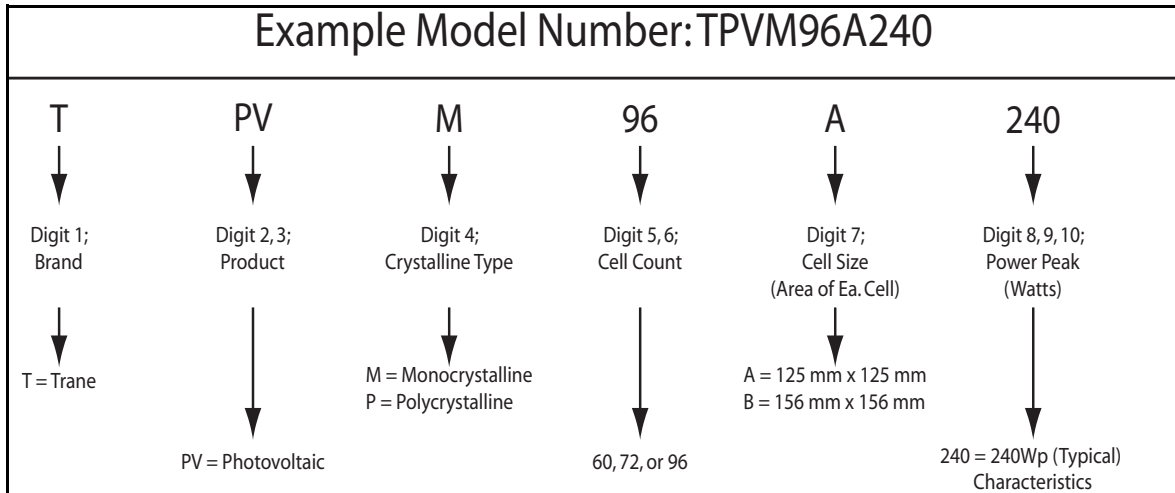 Example Model Number: TPVM96A240
T PV M 96 A 240
Digit 1; Digit 2, 3; Digit 4; Digit 5, 6; Digit 7; Digit 8, 9, 10;
Brand Product Crystalline Type Cell Count Cell Size Power Peak
(Area of Ea. Cell) (Watts)
T = Trane M = Monocrystalline A = 125 mm x 125 mm
P = Polycrystalline B = 156 mm x 156 mm
PV = Photovoltaic 60, 72, or 96 240 = 240Wp (Typical)
Characteristics